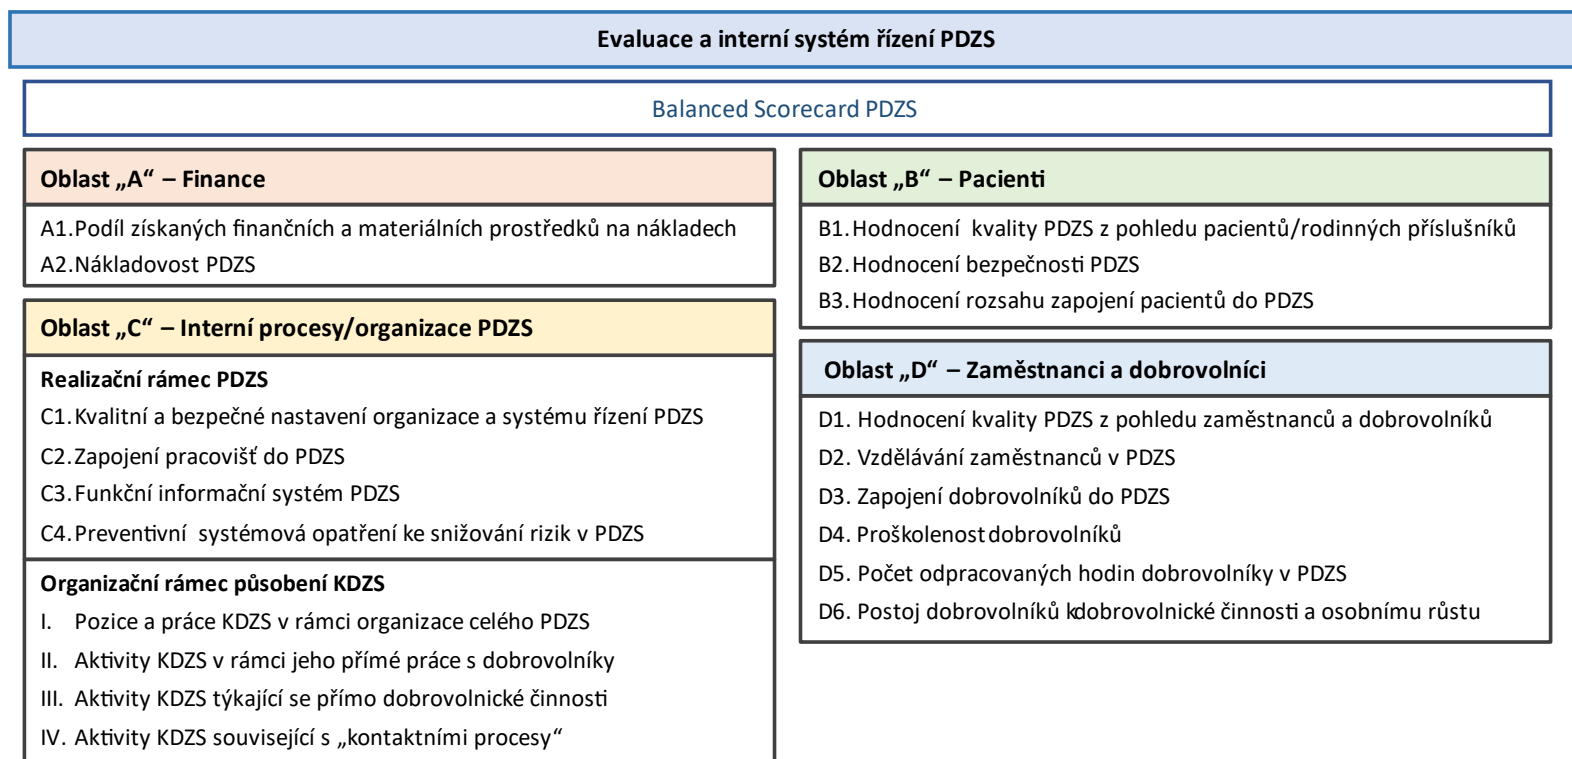 Evaluace a interní systém řízení PDZS
Balanced Scorecard PDZS
Oblast „A“ – Finance
A1.Podíl získaných finančních a materiálních prostředků na nákladech
A2.Nákladovost PDZS
Oblast „B“ – Pacienti
B1.Hodnocení kvality PDZS z pohledu pacientů/rodinných příslušníků
B2.Hodnocení bezpečnosti PDZS
B3.Hodnocení rozsahu zapojení pacientů do PDZS
Oblast „C“ – Interní procesy/organizace PDZS
Realizační rámec PDZS
C1.Kvalitní a bezpečné nastavení organizace a systému řízení PDZS
C2.Zapojení pracovišť do PDZS
C3.Funkční informační systém PDZS
C4.Preventivní systémová opatření ke snižování rizik v PDZS
Organizační rámec působení KDZS
I. Pozice a práce KDZS v rámci organizace celého PDZS
II. Aktivity KDZS v rámci jeho přímé práce s dobrovolníky
III. Aktivity KDZS týkající se přímo dobrovolnické činnosti
IV. Aktivity KDZS související s „kontaktními procesy“
Oblast „D“ – Zaměstnanci a dobrovolníci
D1. Hodnocení kvality PDZS z pohledu zaměstnanců a dobrovolníků
D2. Vzdělávání zaměstnanců v PDZS
D3. Zapojení dobrovolníků do PDZS
D4. Proškolenost dobrovolníků
D5. Počet odpracovaných hodin dobrovolníky v PDZS
D6. Postoj dobrovolníků kdobrovolnické činnosti a osobnímu růstu